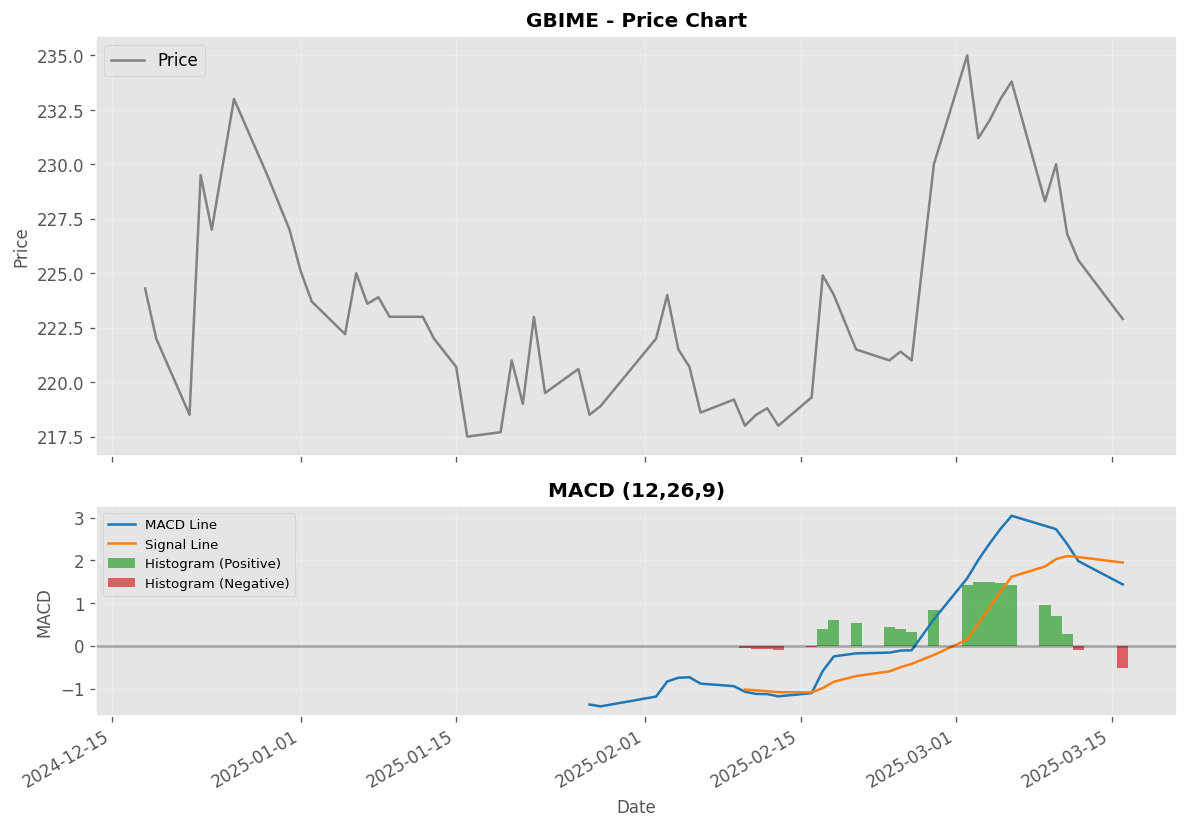 GBIME - Price Chart
Price
235.0
232.5
230.0
227.5
225.0
222.5
220.0
217.5
Price
MACD (12,26,9)
MACD Line
Signal Line
Histogram (Positive)
Histogram (Negative)
3
2
1
0
−1
MACD
2024-12-15
2025-01-01
2025-01-15
2025-02-01
2025-02-15
2025-03-01
2025-03-15
Date